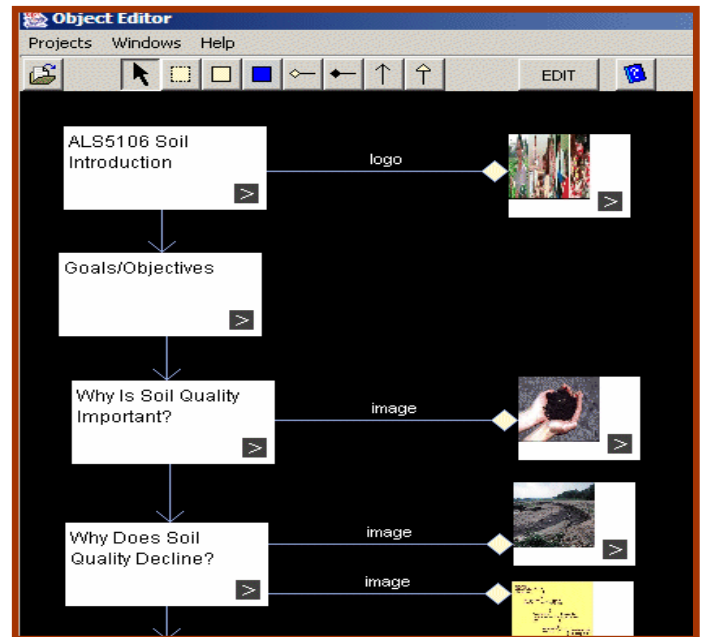 Object Editor
Projects Windows Help
EDIT
ALS5106 Soil
Introduction
>
logo
>
Goals/Objectives
>
Why Is Soil Quality
Important?
>
image
>
Why Does Soil
Quality Decline?
>
image
>
image